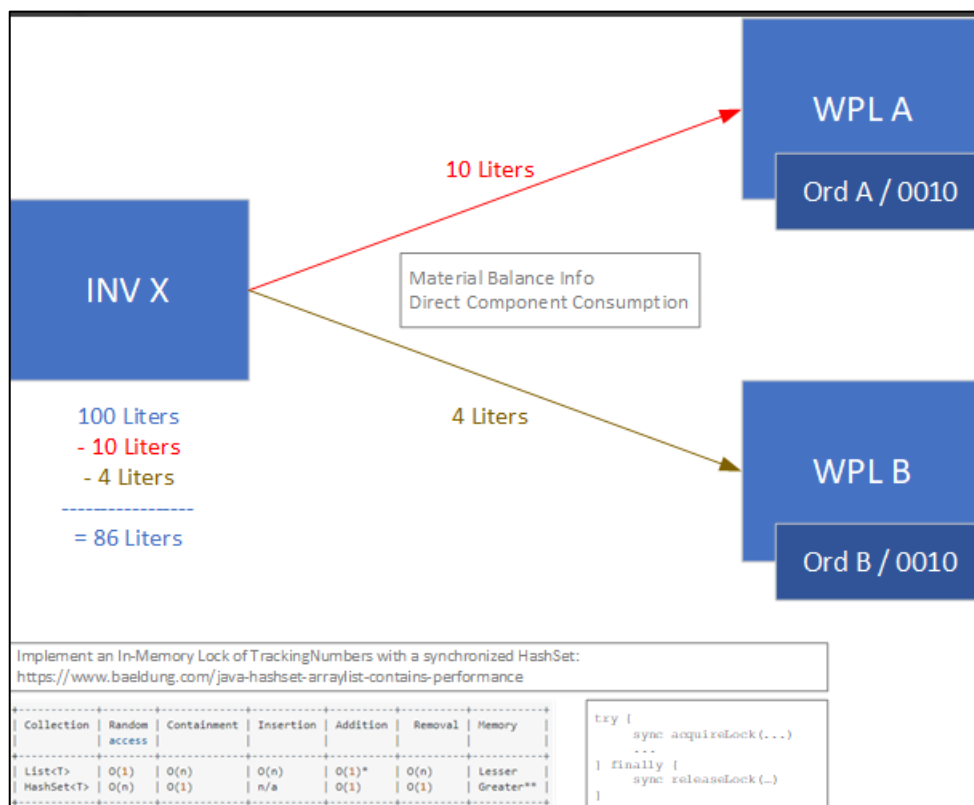 WPL A
Ord A / 0010
10 Liters
INV X
Material Balance Info
Direct Component Consumption
100 Liters
- 10 Liters
- 4 Liters
-----------------
= 86 Liters
4 Liters
WPL B
Ord B / 0010
Implement an In-Memory Lock of TrackingNumbers with a synchronized HashSet:
https://www.baeldung.com/java-hashset-arraylist-contains-performance
+------------+--------+-------------+-----------+----------+---------+-----------+
| Collection | Random | Containment | Insertion | Addition | Removal | Memory |
| | access | | | | | |
+------------+--------+-------------+-----------+----------+---------+-----------+
| List<T> | O(1) | O(n) | O(n) | O(1)* | O(n) | Lesser |
| HashSet<T> | O(n) | O(1) | n/a | O(1) | O(1) | Greater** |
+------------+--------+-------------+-----------+----------+---------+-----------+
try {
sync acquireLock(...)
...
} finally {
sync releaseLock(…)
}